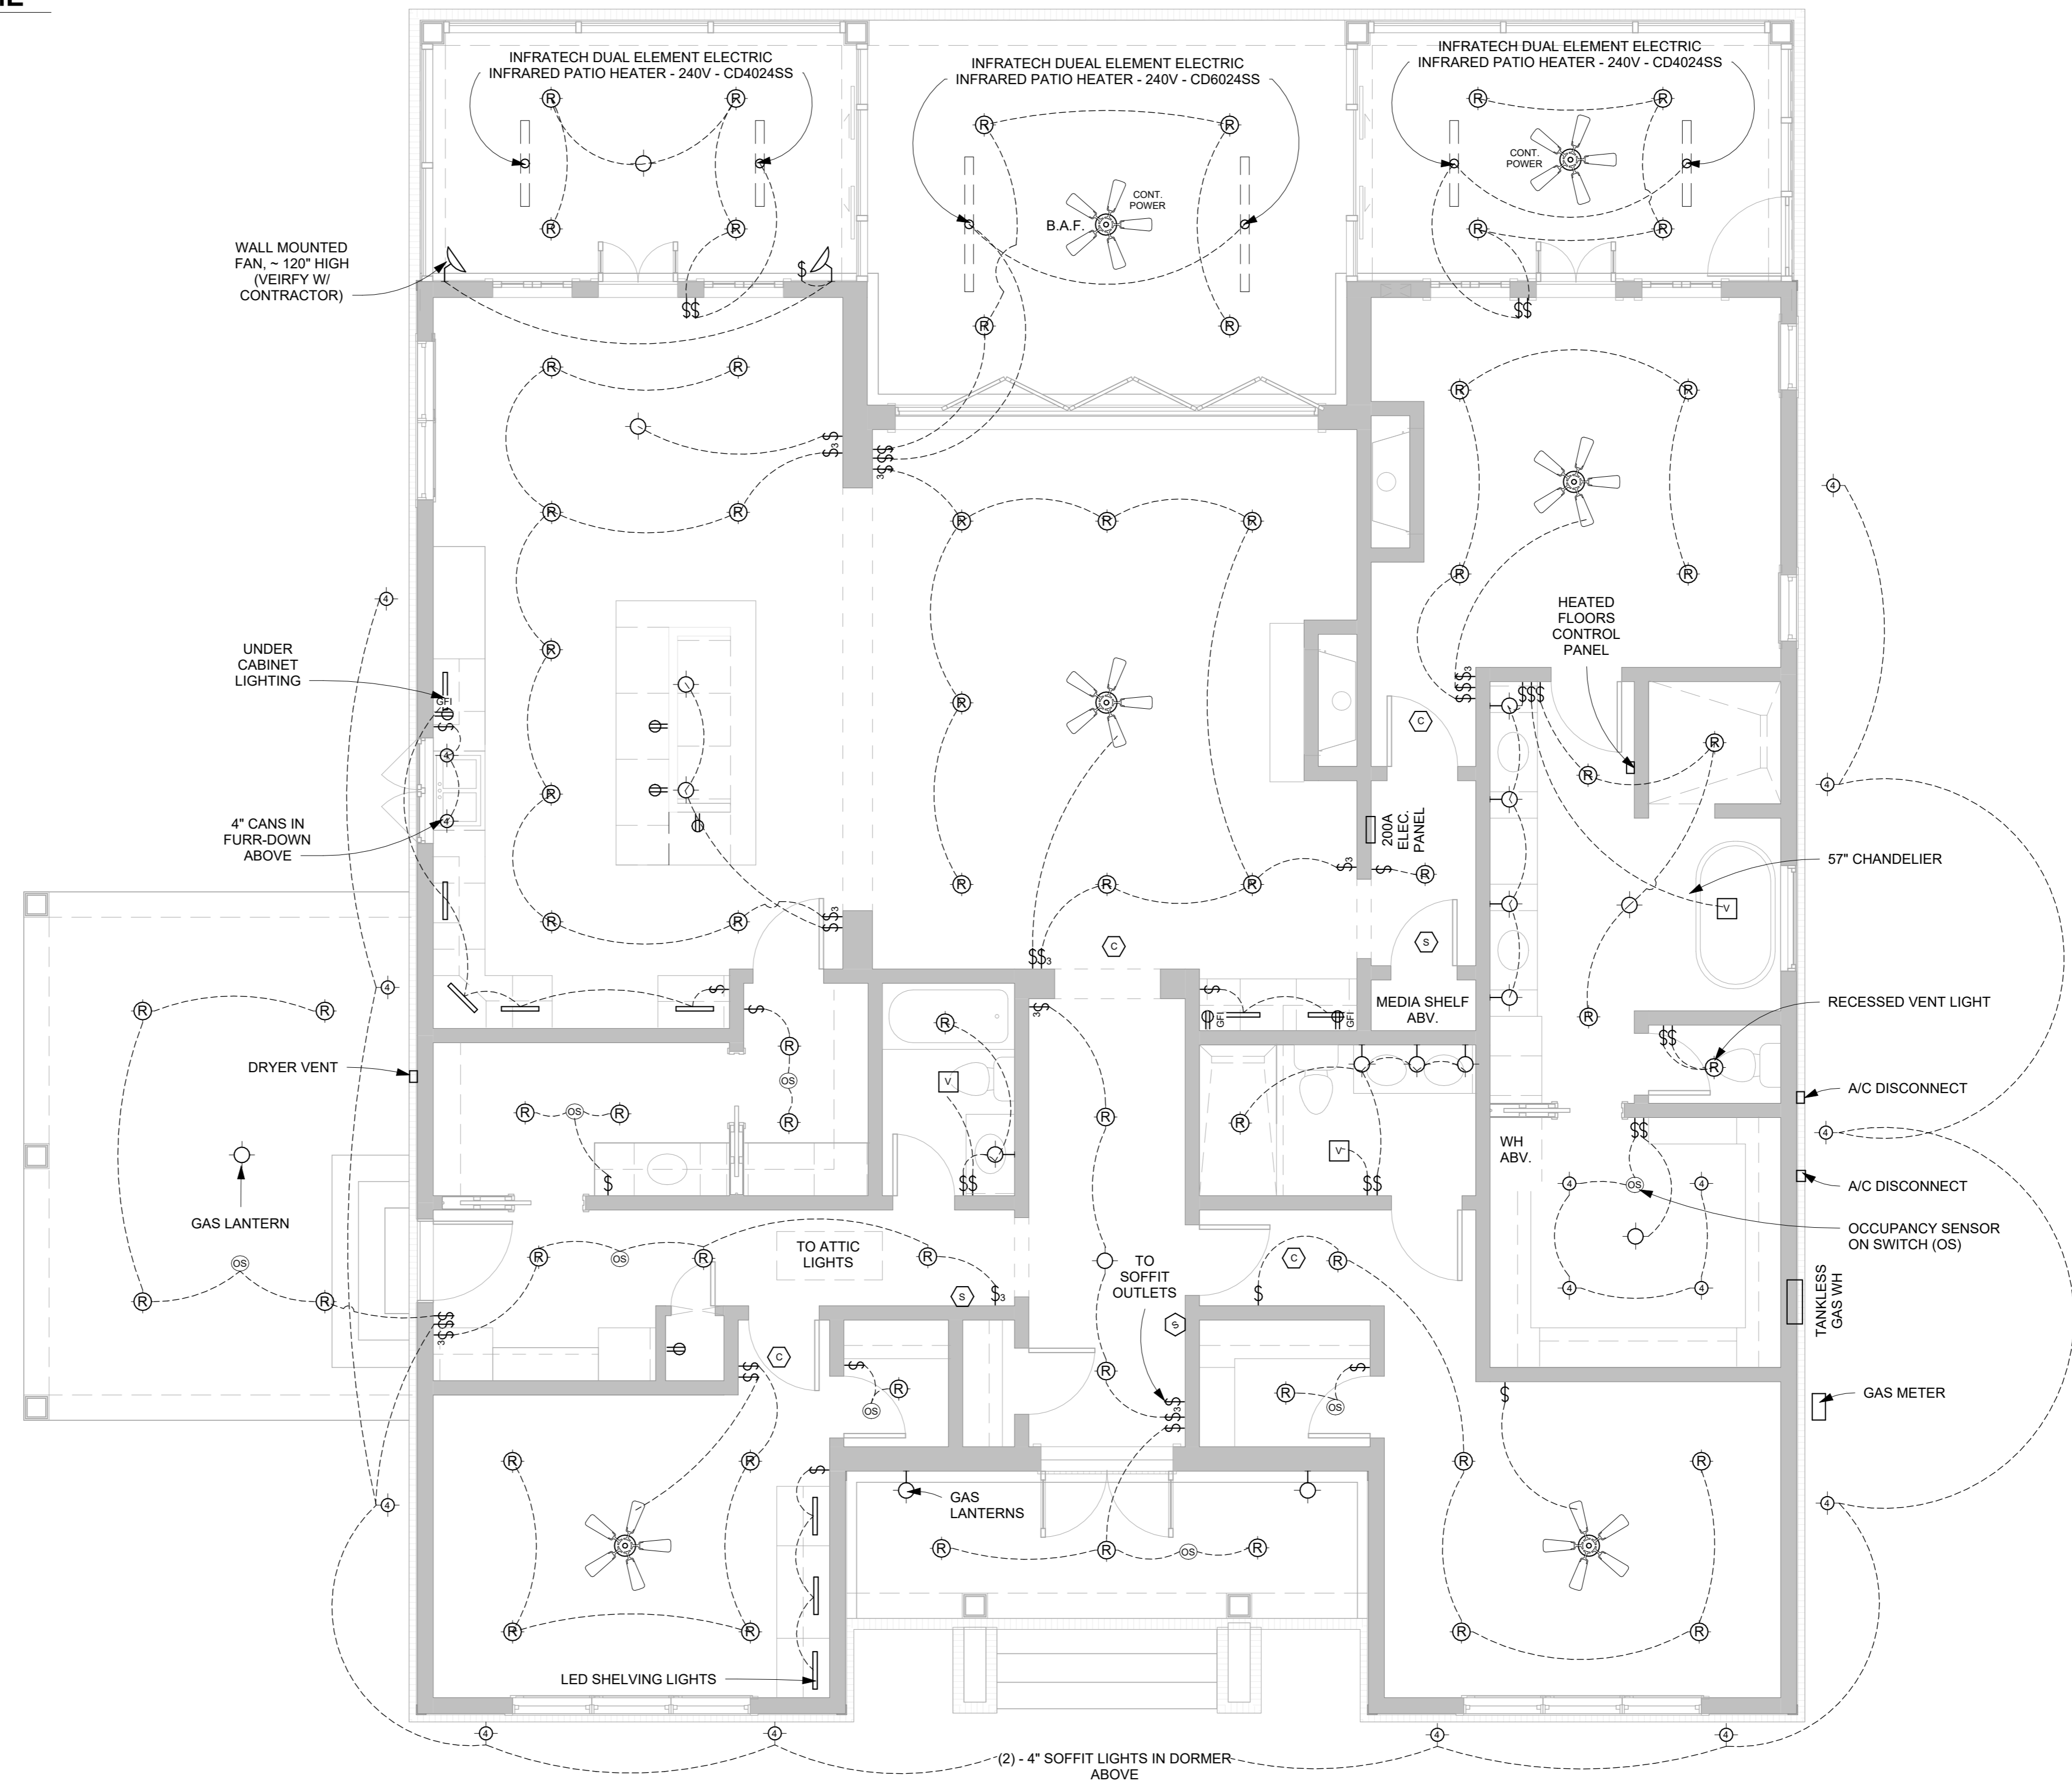 INFRATECH DUAL ELEMENT ELECTRIC
INFRARED PATIO HEATER - 240V - CD4024SS
INFRATECH DUEAL ELEMENT ELECTRIC
INFRARED PATIO HEATER - 240V - CD6024SS
INFRATECH DUAL ELEMENT ELECTRIC
INFRARED PATIO HEATER - 240V - CD4024SS
CONT.
POWER
CONT.
POWER
B.A.F.
WALL MOUNTED
FAN, ~ 120" HIGH
(VEIRFY W/
CONTRACTOR)
UNDER
CABINET
LIGHTING
GFI
4" CANS IN
FURR-DOWN
ABOVE
HEATED
FLOORS
CONTROL
PANEL
200A
ELEC.
PANEL
57" CHANDELIER
MEDIA SHELF
ABV.
GFI
GFI
RECESSED VENT LIGHT
DRYER VENT
A/C DISCONNECT
WH
ABV.
A/C DISCONNECT
GAS LANTERN
OCCUPANCY SENSOR
ON SWITCH (OS)
TO ATTIC
LIGHTS
TO
SOFFIT
OUTLETS
TANKLESS
GAS WH
GAS METER
GAS
LANTERNS
LED SHELVING LIGHTS
(2) - 4" SOFFIT LIGHTS IN DORMER
ABOVE